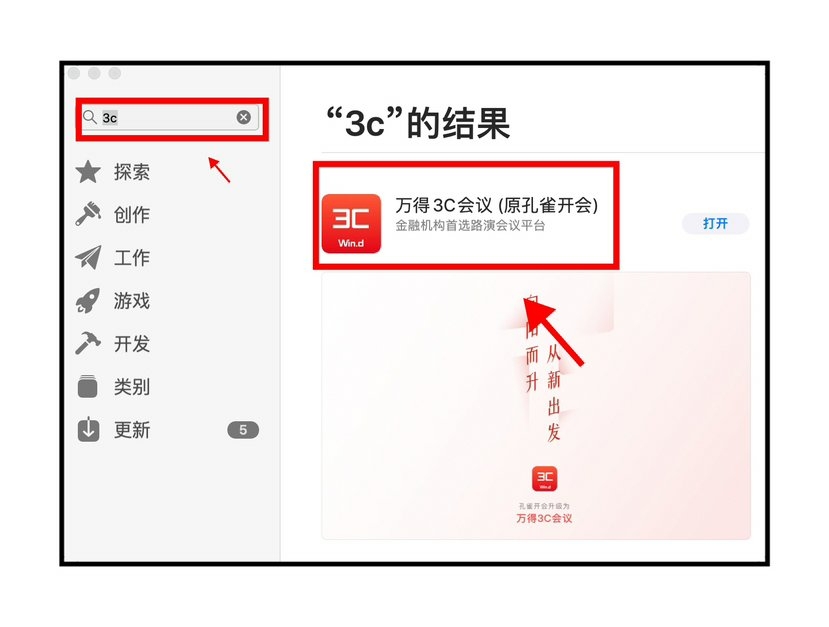 3c
探索
创作
工作
游戏
开发
类别
更新
5
“3c”的结果
3C
Win.d
万得 3C会议 (原孔雀开会)
金融机构首选路演会议平台
打开
向阳而升
从新出发
3C
Win.d
孔雀开会升级为
万得3C会议